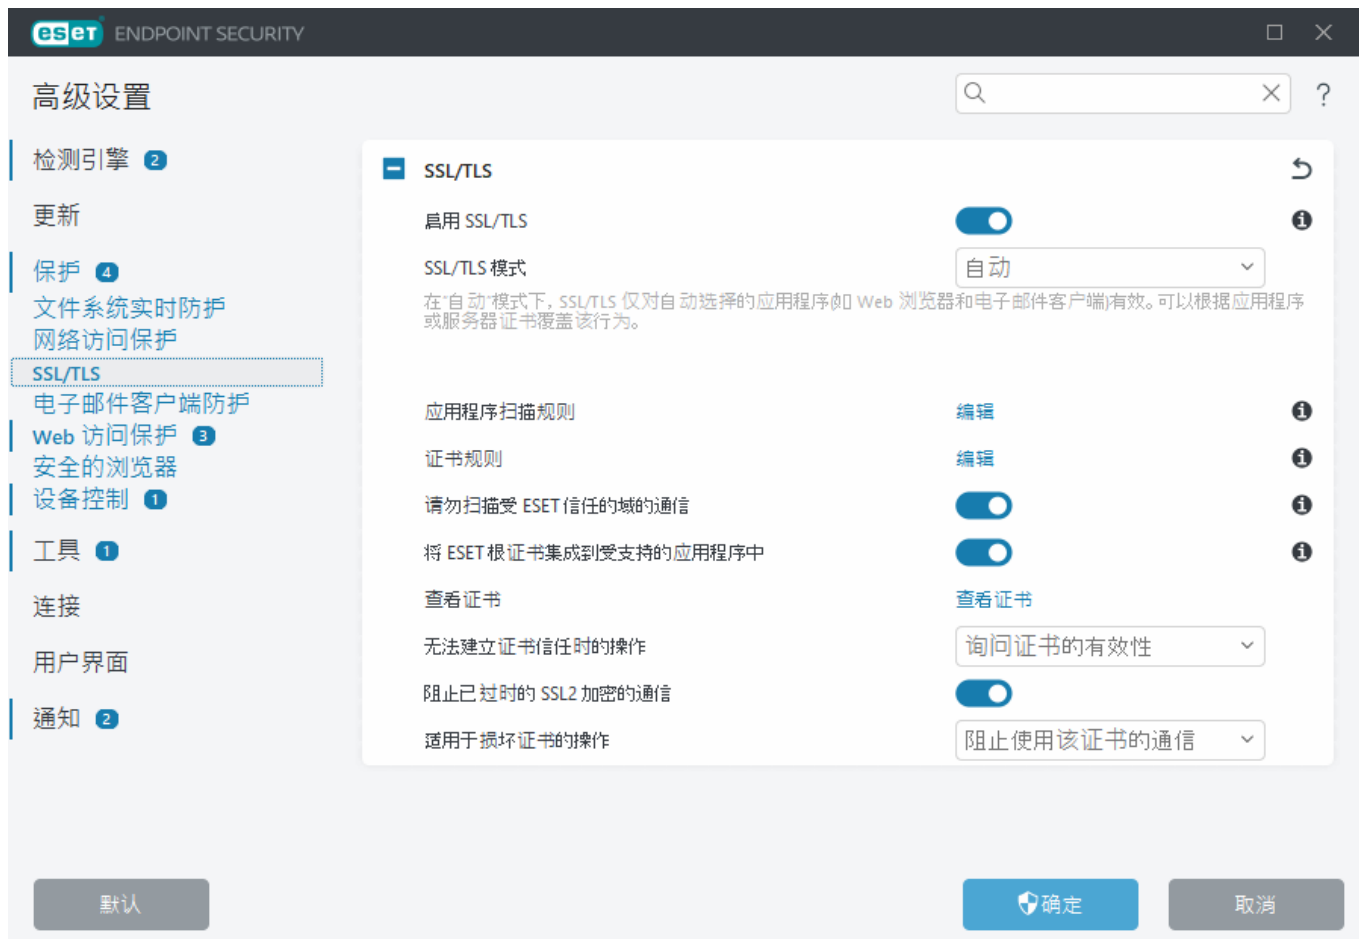 eseT ENDPOINT SECURITY
高级设置
?
检测引擎 2
更新
保护 4
文件系统实时防护
网络访问保护
SSL/TLS
电子邮件客户端防护
Web 访问保护 3
安全的浏览器
设备控制 1
工具 1
连接
用户界面
通知 2
SSL/TLS
启用 SSL/TLS
SSL/TLS 模式
自动
在"自动"模式下，SSL/TLS 仅对自动选择的应用程序(如 Web 浏览器和电子邮件客户端)有效。可以根据应用程序
或服务器证书覆盖该行为。
应用程序扫描规则
编辑
证书规则
编辑
请勿扫描受 ESET 信任的域的通信
将 ESET 根证书集成到受支持的应用程序中
查看证书
查看证书
无法建立证书信任时的操作
询问证书的有效性
阻止已过时的 SSL2 加密的通信
适用于损坏证书的操作
阻止使用该证书的通信
默认
确定
取消